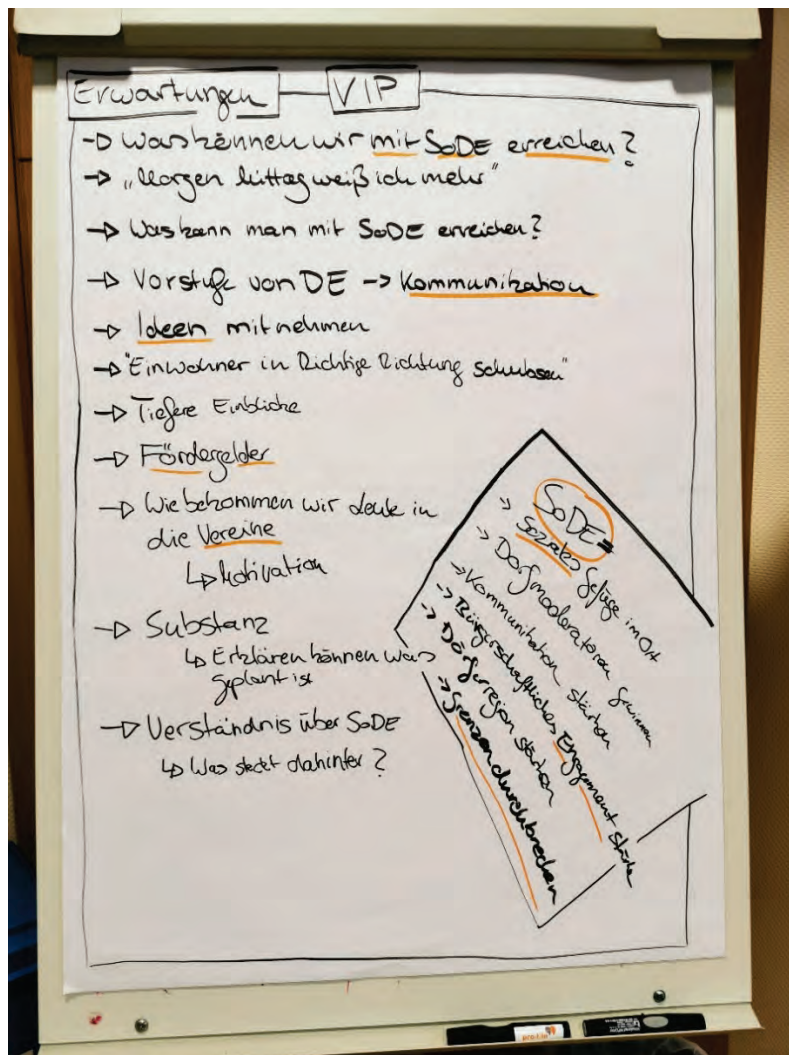 Erwartungen VIP
→ Was können wir mit SoDE erreichen?
→ „Morgen Mittag weiß ich mehr"
→ Was kann man mit SoDE erreichen?
→ Vorstufe von DE → Kommunikation
→ Ideen mitnehmen
→ "Einwohner in Richtige Richtung schubsen"
→ Tiefere Einblicke
→ Fördergelder
→ Wie bekommen wir Leute in
die Vereine
↳ Motivation
→ Substanz
↳ Erklären können was
geplant ist
→ Verständnis über SoDE
↳ Was steckt dahinter?
SoDE =
→ Soziales Gefüge im Ort
→ Dorfmoderatoren gewinnen
→ Kommunikation stärken
→ Bürgerschaftliches Engagement stärken
→ Dörferregion stärken
→ Grenzen durchbrechen